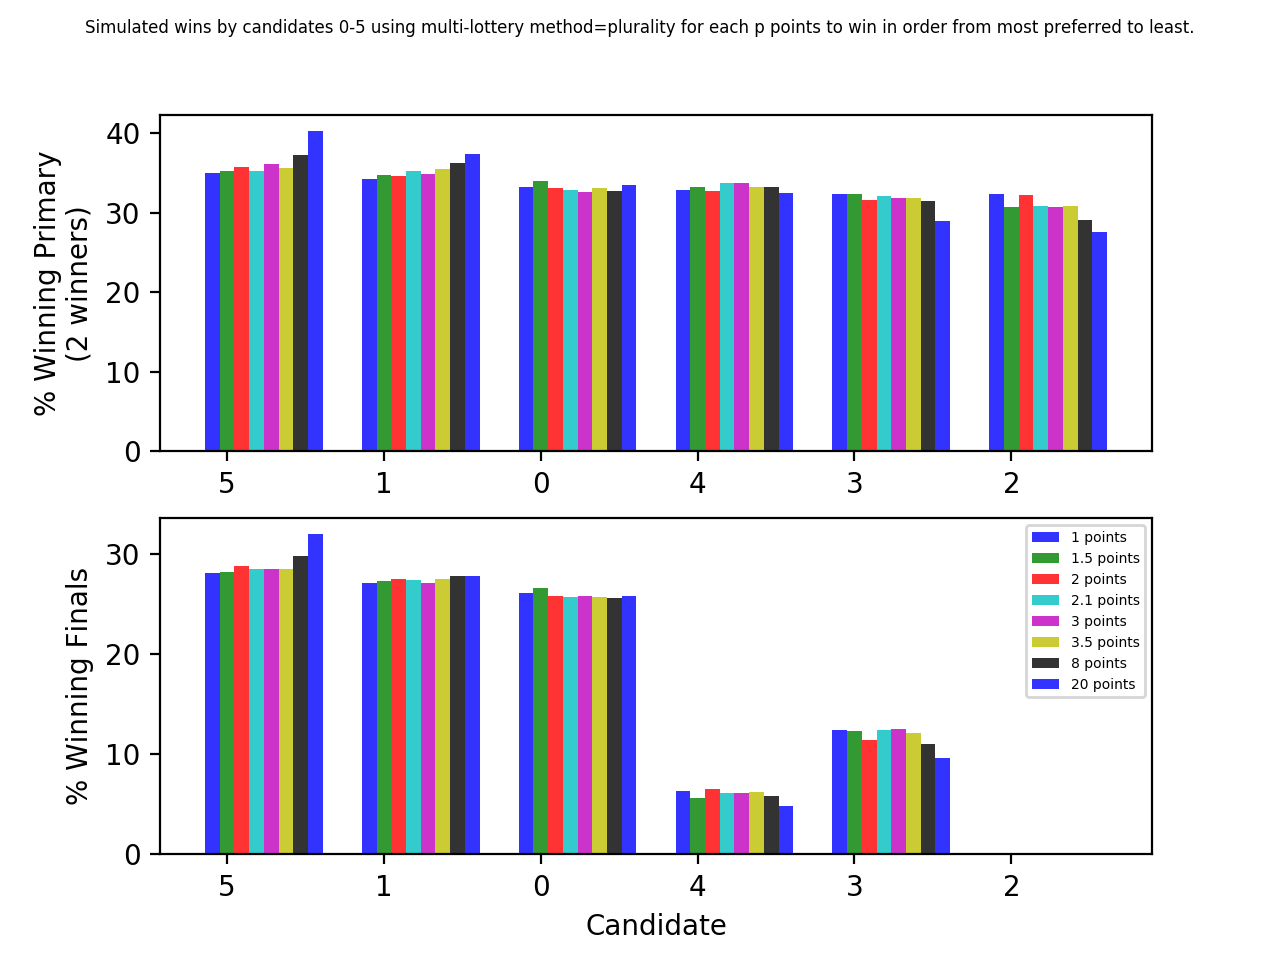 Simulated wins by candidates 0-5 using multi-lottery method=plurality for each p points to win in order from most preferred to least.
% Winning Primary
(2 winners)
40
30
20
10
0
5 1 0 4 3 2
% Winning Finals
30
20
10
0
1 points
1.5 points
2 points
2.1 points
3 points
3.5 points
8 points
20 points
5 1 0 4 3 2
Candidate